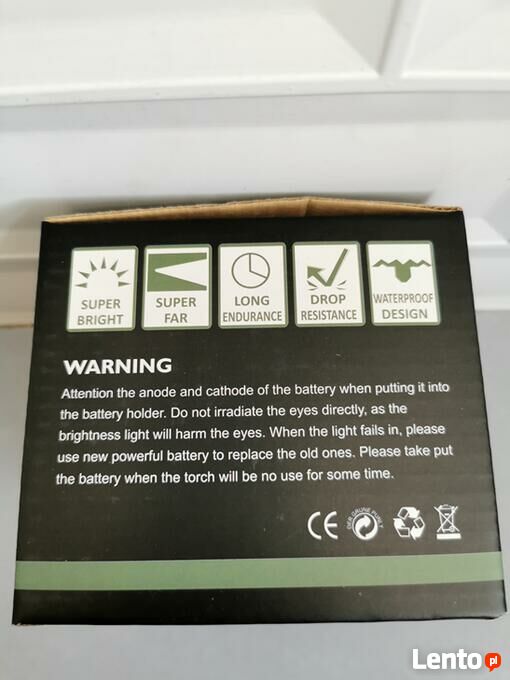 SUPER
BRIGHT
SUPER
FAR
LONG
ENDURANCE
DROP
RESISTANCE
WATERPROOF
DESIGN
WARNING
Attention the anode and cathode of the battery when putting it into
the battery holder. Do not irradiate the eyes directly, as the
brightness light will harm the eyes. When the light fails in, please
use new powerful battery to replace the old ones. Please take put
the battery when the torch will be no use for some time.
CE
DER GRUNE PUBLY
Lento pl